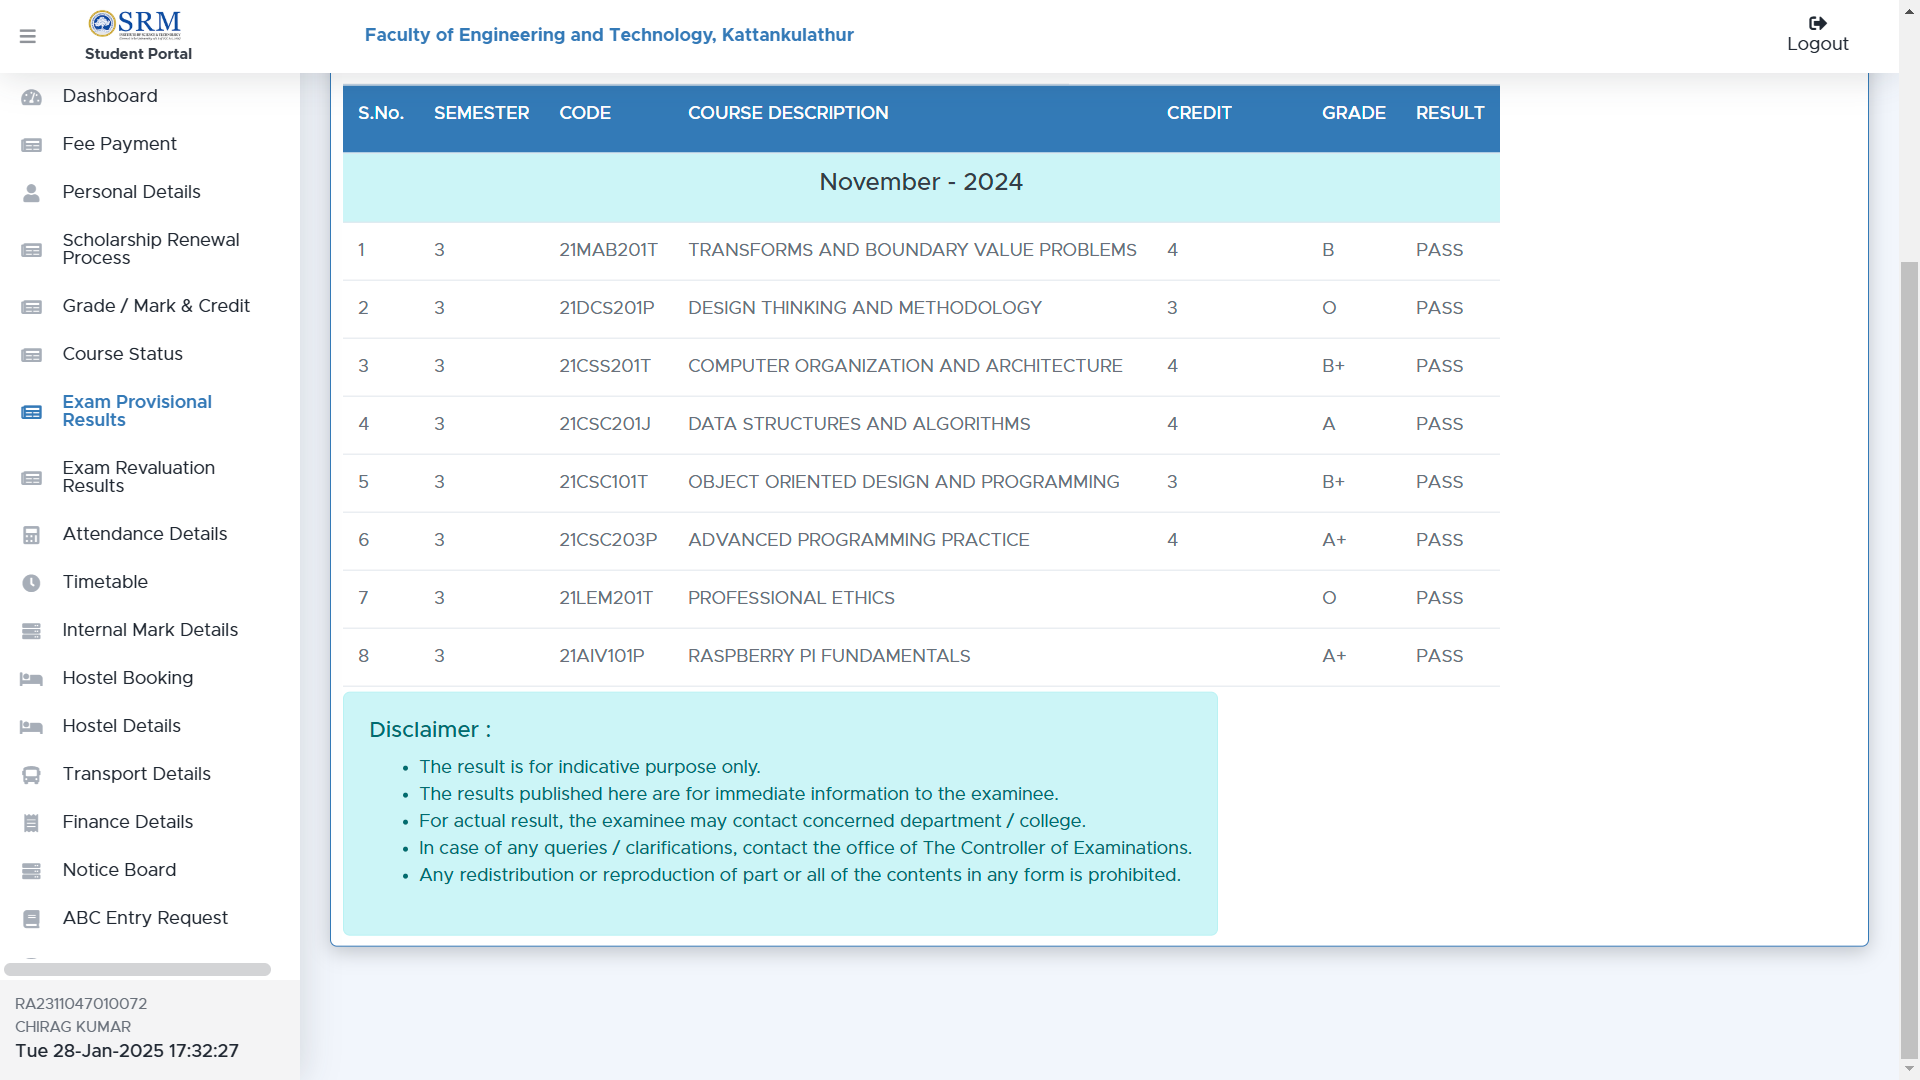 SRM
Student Portal
Faculty of Engineering and Technology, Kattankulathur
Logout
Dashboard
Fee Payment
Personal Details
Scholarship Renewal
Process
Grade / Mark & Credit
Course Status
Exam Provisional
Results
Exam Revaluation
Results
Attendance Details
Timetable
Internal Mark Details
Hostel Booking
Hostel Details
Transport Details
Finance Details
Notice Board
ABC Entry Request
RA2311047010072
CHIRAG KUMAR
Tue 28-Jan-2025 17:32:27
S.No. SEMESTER CODE COURSE DESCRIPTION CREDIT GRADE RESULT
November - 2024
1 3 21MAB201T TRANSFORMS AND BOUNDARY VALUE PROBLEMS 4 B PASS
2 3 21DCS201P DESIGN THINKING AND METHODOLOGY 3 O PASS
3 3 21CSS201T COMPUTER ORGANIZATION AND ARCHITECTURE 4 B+ PASS
4 3 21CSC201J DATA STRUCTURES AND ALGORITHMS 4 A PASS
5 3 21CSC101T OBJECT ORIENTED DESIGN AND PROGRAMMING 3 B+ PASS
6 3 21CSC203P ADVANCED PROGRAMMING PRACTICE 4 A+ PASS
7 3 21LEM201T PROFESSIONAL ETHICS O PASS
8 3 21AIV101P RASPBERRY PI FUNDAMENTALS A+ PASS
Disclaimer :
• The result is for indicative purpose only.
• The results published here are for immediate information to the examinee.
• For actual result, the examinee may contact concerned department / college.
• In case of any queries / clarifications, contact the office of The Controller of Examinations.
• Any redistribution or reproduction of part or all of the contents in any form is prohibited.